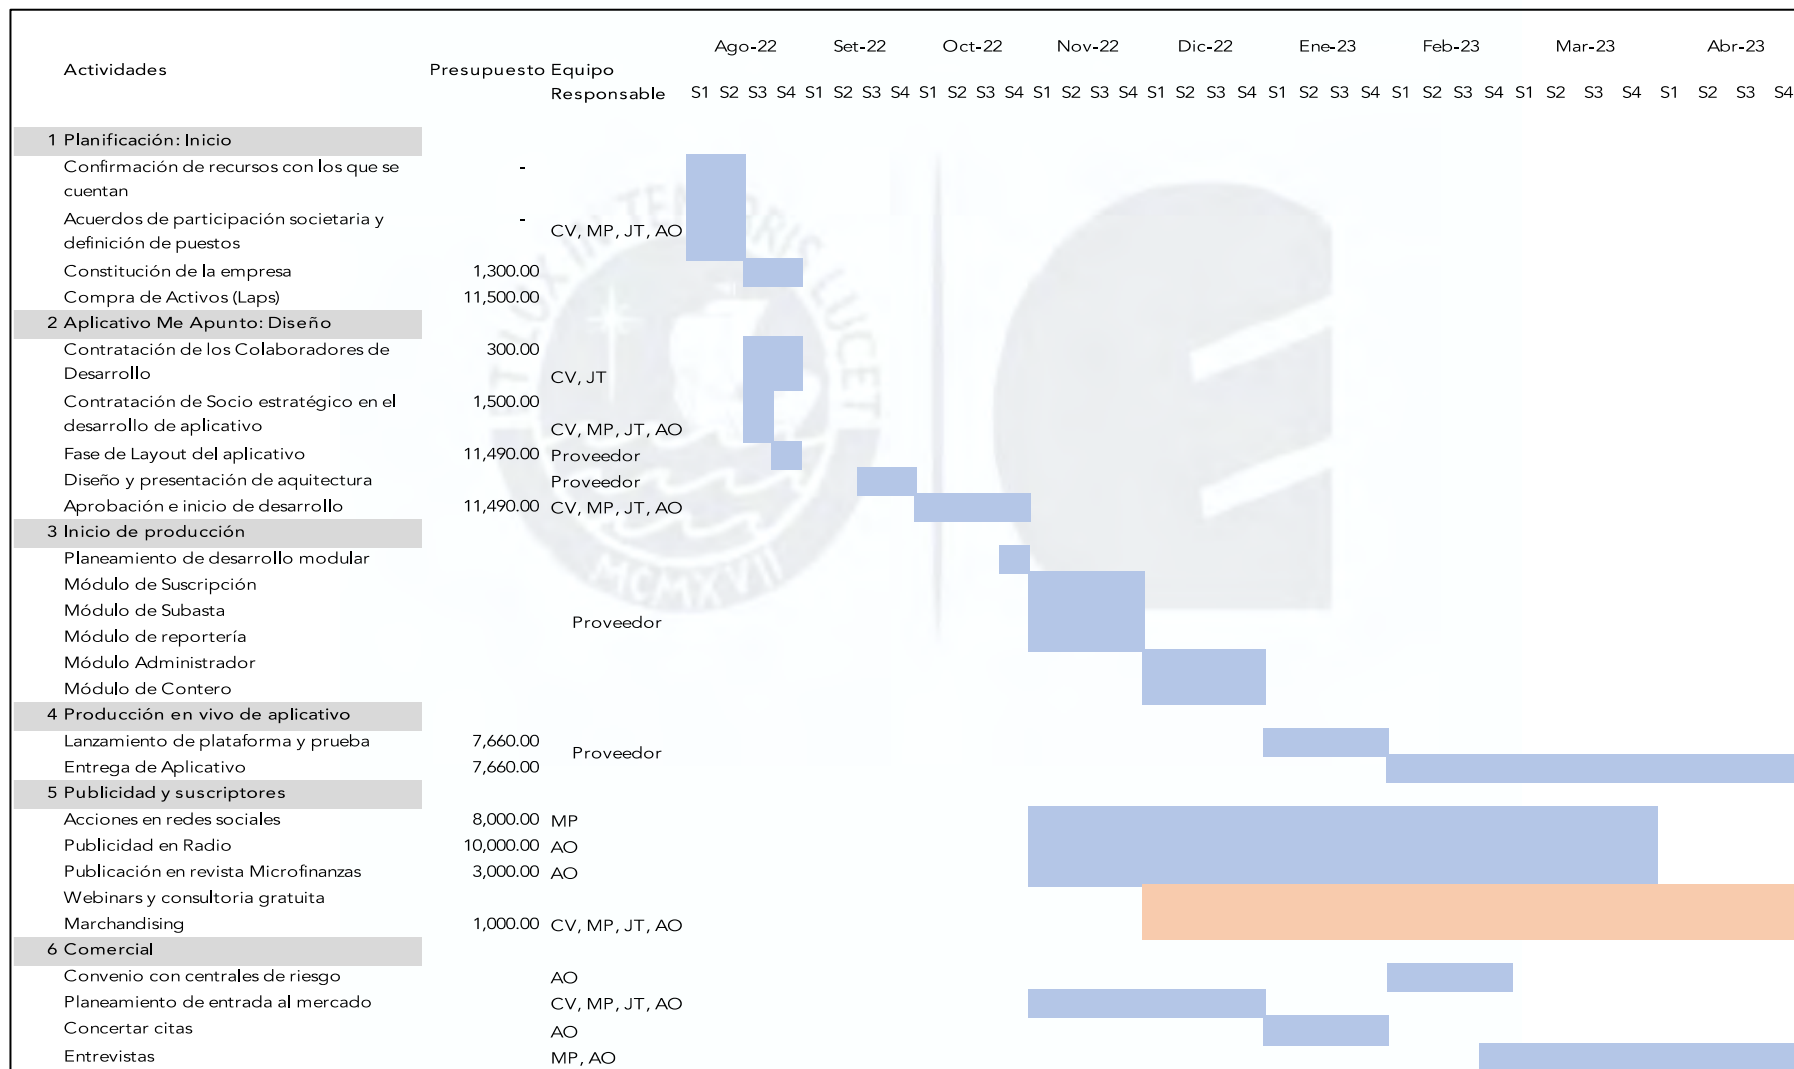 Ago-22 Set-22 Oct-22 Nov-22 Dic-22 Ene-23 Feb-23 Mar-23 Abr-23
Actividades Presupuesto Equipo
Responsable S1 S2 S3 S4 S1 S2 S3 S4 S1 S2 S3 S4 S1 S2 S3 S4 S1 S2 S3 S4 S1 S2 S3 S4 S1 S2 S3 S4 S1 S2 S3 S4 S1 S2 S3 S4
1 Planificación: Inicio
Confirmación de recursos con los que se -
cuentan
Acuerdos de participación societaria y -
definición de puestos CV, MP, JT, AO
Constitución de la empresa 1,300.00
Compra de Activos (Laps) 11,500.00
2 Aplicativo Me Apunto: Diseño
Contratación de los Colaboradores de 300.00
Desarrollo CV, JT
Contratación de Socio estratégico en el 1,500.00
desarrollo de aplicativo CV, MP, JT, AO
Fase de Layout del aplicativo 11,490.00 Proveedor
Diseño y presentación de aquitectura Proveedor
Aprobación e inicio de desarrollo 11,490.00 CV, MP, JT, AO
3 Inicio de producción
Planeamiento de desarrollo modular
Módulo de Suscripción
Módulo de Subasta
Proveedor
Módulo de reportería
Módulo Administrador
Módulo de Contero
4 Producción en vivo de aplicativo
Lanzamiento de plataforma y prueba 7,660.00
Proveedor
Entrega de Aplicativo 7,660.00
5 Publicidad y suscriptores
Acciones en redes sociales 8,000.00 MP
Publicidad en Radio 10,000.00 AO
Publicación en revista Microfinanzas 3,000.00 AO
Webinars y consultoria gratuita
Marchandising 1,000.00 CV, MP, JT, AO
6 Comercial
Convenio con centrales de riesgo AO
Planeamiento de entrada al mercado CV, MP, JT, AO
Concertar citas AO
Entrevistas MP, AO
ET LUX IN TENEBRIS LUCET
MCMXVII